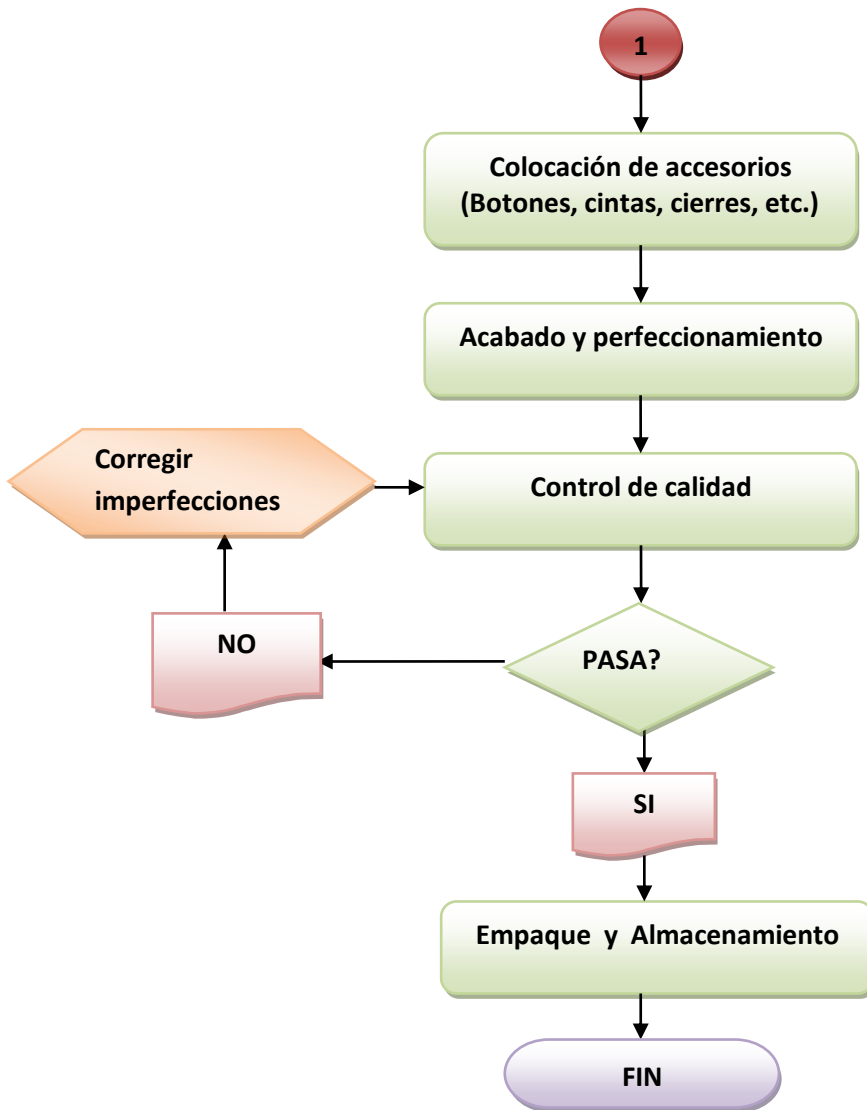 1
Colocación de accesorios
(Botones, cintas, cierres, etc.)
Acabado y perfeccionamiento
Corregir
imperfecciones
Control de calidad
NO
PASA?
SI
Empaque y Almacenamiento
FIN